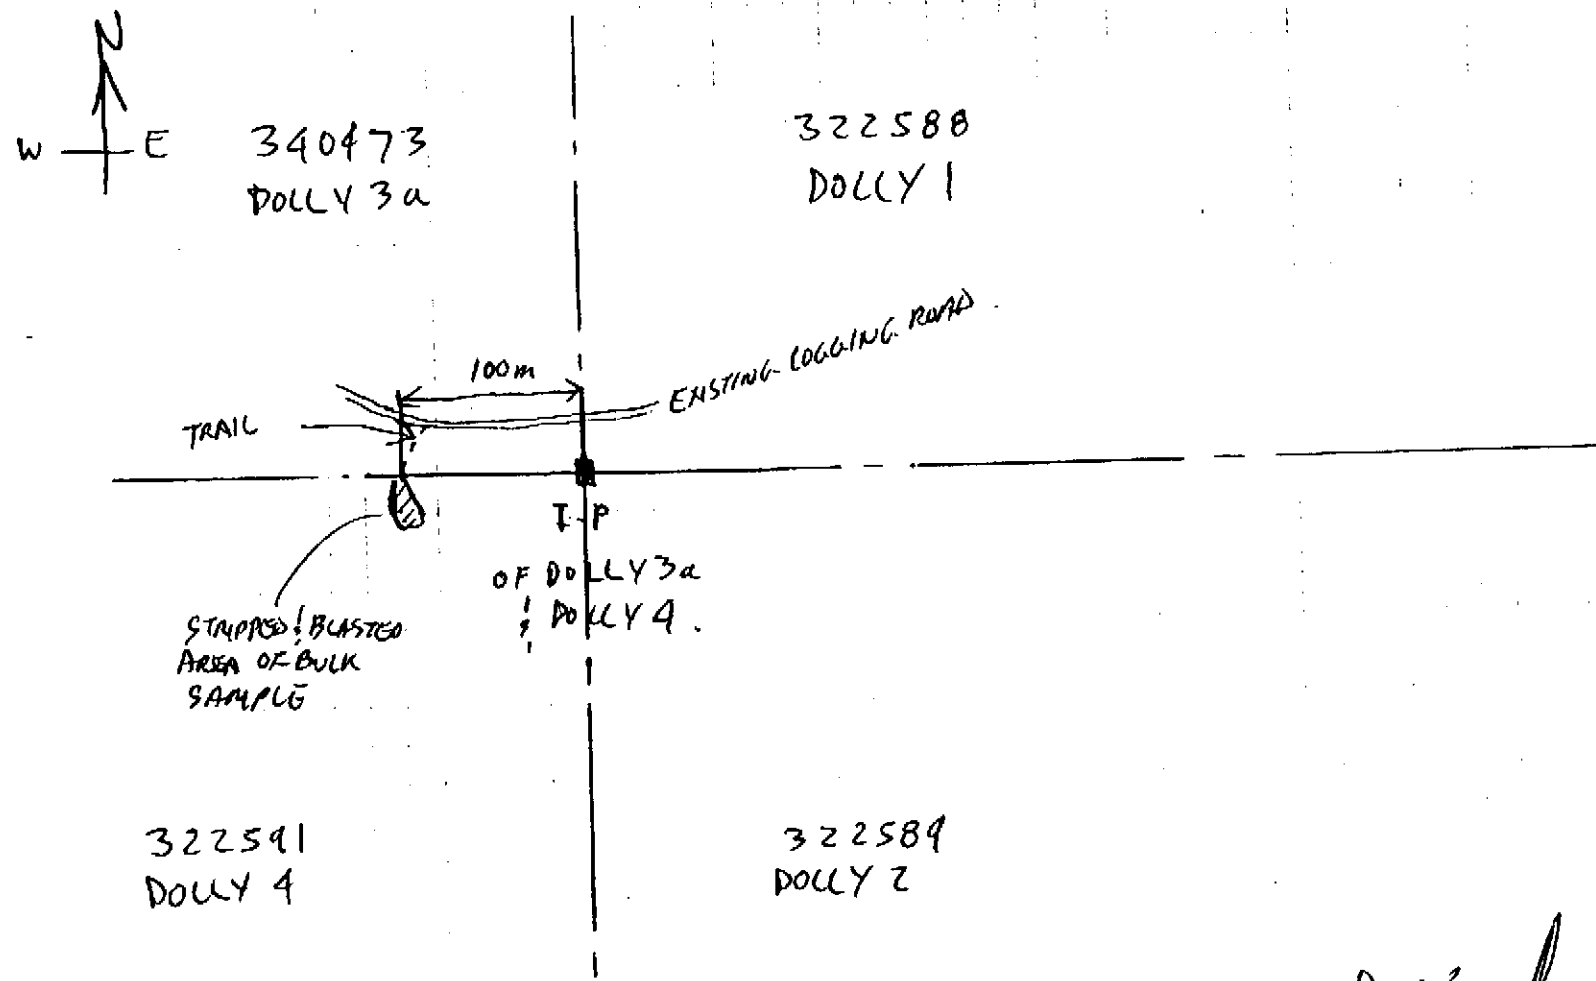 N
W E
340473
DOLLY 3a
322588
DOLLY 1
100m
EXISTING LOGGING ROAD
TRAIL
I.P
OF DOLLY 3a
& DOLLY 4.
STRIPPED & BLASTED
AREA OF BULK
SAMPLE
322591
DOLLY 4
322589
DOLLY 2